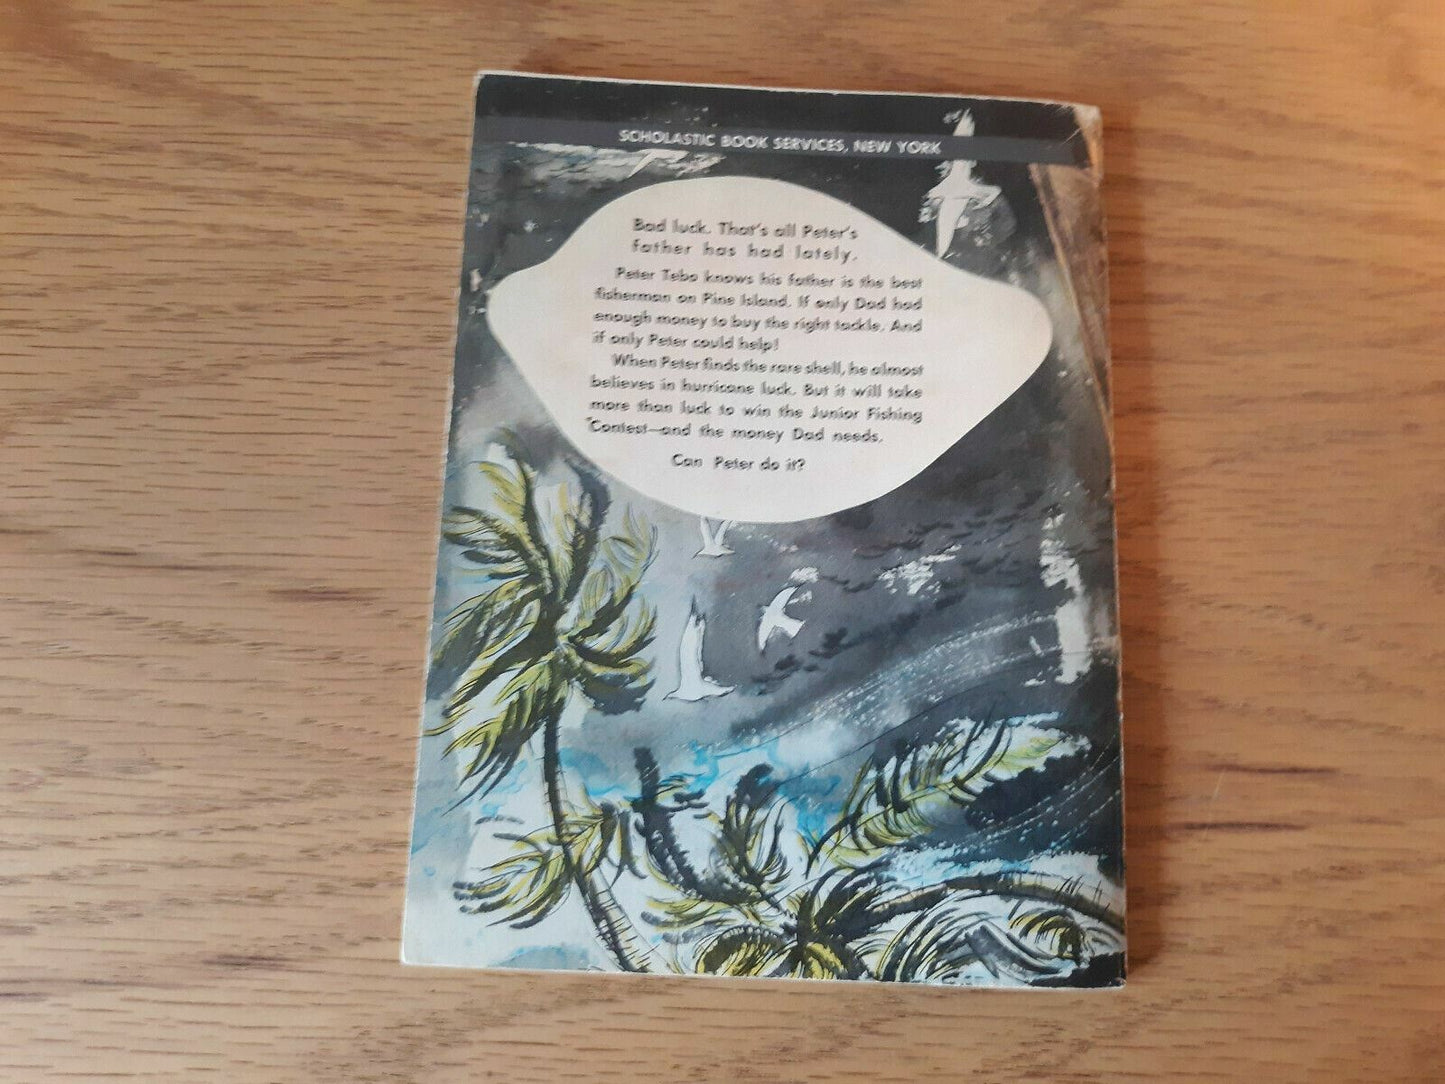 SCHOLASTIC BOOK SERVICES, NEW YORK
Bad luck. That's all Peter's
father has had lately.
Peter Tebo knows his father is the best
fisherman on Pine Island. If only Dad had
enough money to buy the right tackle. And
if only Peter could help!
When Peter finds the rare shell, he almost
believes in hurricane luck. But it will take
more than luck to win the Junior Fishing
Contest—and the money Dad needs.
Can Peter do it?